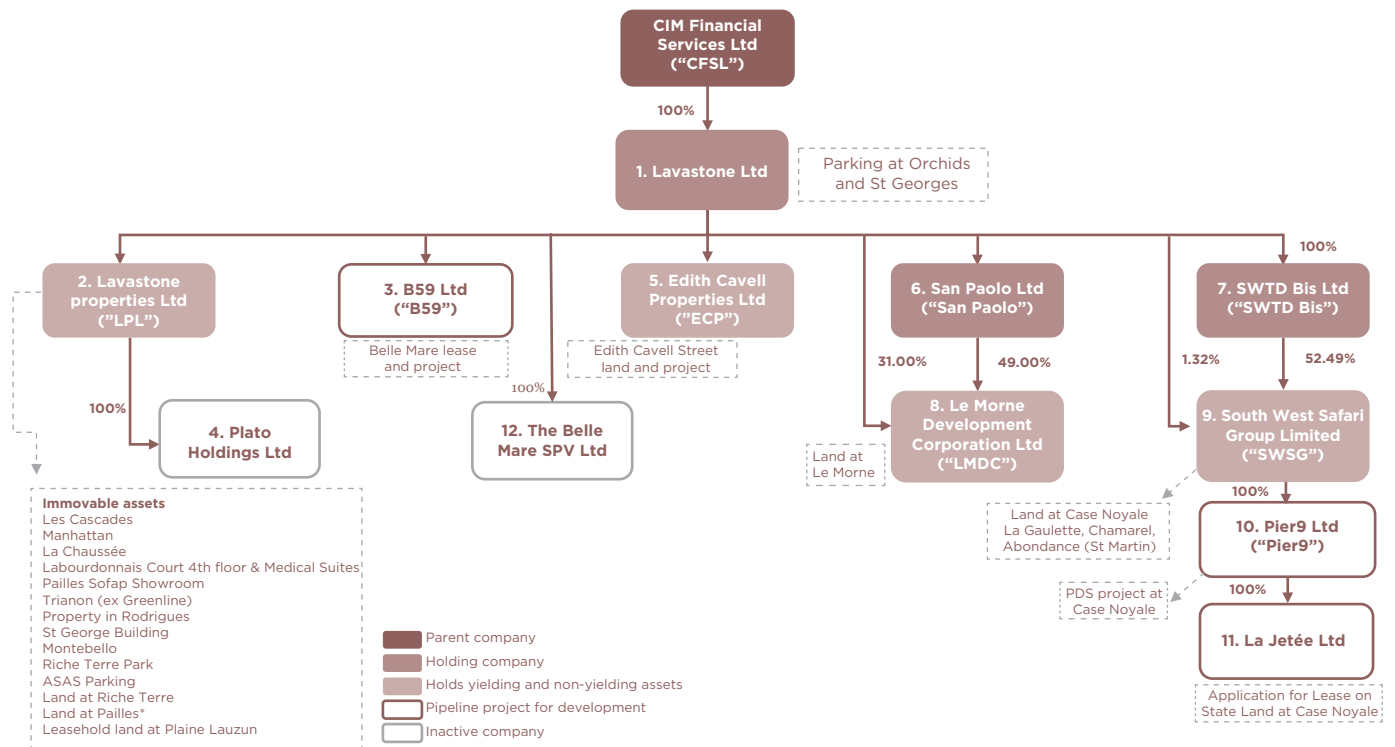 CIM Financial
Services Ltd
(“CFSL”)
100%
1. Lavastone Ltd
Parking at Orchids
and St Georges
100%
2. Lavastone
properties Ltd
(”LPL”)
3. B59 Ltd
(“B59”)
5. Edith Cavell
Properties Ltd
(”ECP”)
6. San Paolo Ltd
(“San Paolo”)
7. SWTD Bis Ltd
(“SWTD Bis”)
Belle Mare lease
and project
Edith Cavell Street
land and project
31.00%
49.00%
1.32%
52.49%
100%
100%
4. Plato
Holdings Ltd
12. The Belle
Mare SPV Ltd
8. Le Morne
Development
Corporation Ltd
(“LMDC”)
9. South West Safari
Group Limited
(“SWSG”)
Land at
Le Morne
100%
Land at Case Noyale
La Gaulette, Chamarel,
Abondance (St Martin)
10. Pier9 Ltd
(“Pier9”)
PDS project at
Case Noyale
100%
11. La Jetée Ltd
Application for Lease on
State Land at Case Noyale
Immovable assets
Les Cascades
Manhattan
La Chaussée
Labourdonnais Court 4th floor & Medical Suites
Pailles Sofap Showroom
Trianon (ex Greenline)
Property in Rodrigues
St George Building
Montebello
Riche Terre Park
ASAS Parking
Land at Riche Terre
Land at Pailles*
Leasehold land at Plaine Lauzun
Parent company
Holding company
Holds yielding and non-yielding assets
Pipeline project for development
Inactive company